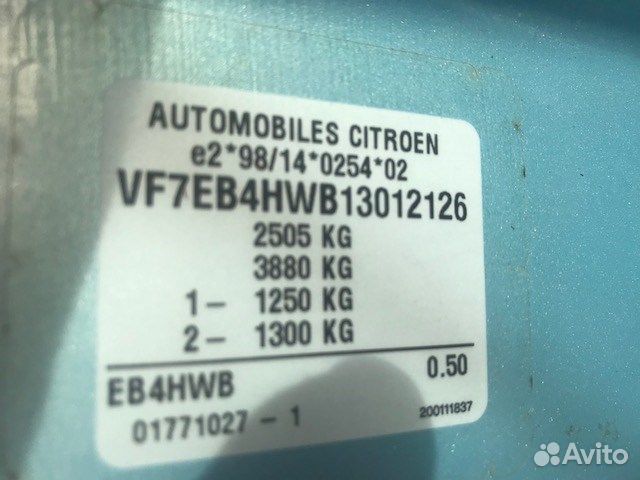 AUTOMOBILES CITROEN
e2*98/14*0254*02
VF7EB4HWB13012126
2505 KG
3880 KG
1- 1250 KG
2- 1300 KG
EB4HWB 0.50
01771027 - 1 200111837
Avito